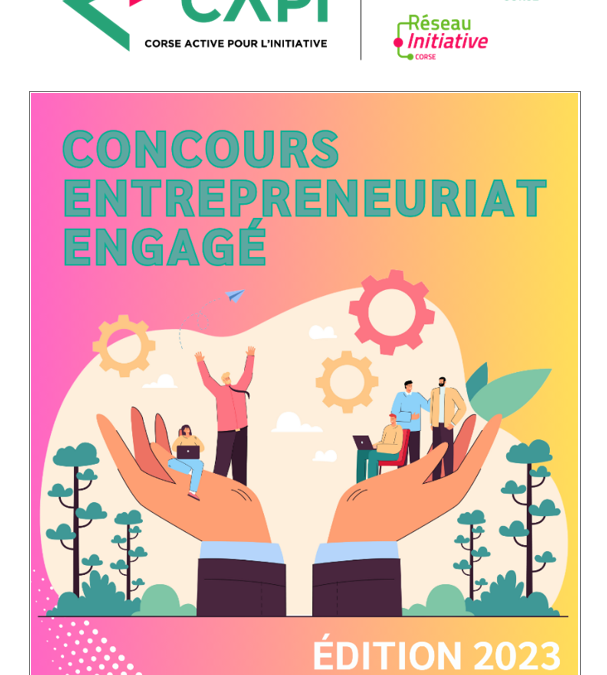 CAPI
CORSE ACTIVE POUR L'INITIATIVE
Réseau
Initiative
CORSE
CONCOURS
ENTREPRENEURIAT
ENGAGÉ
ÉDITION 2023